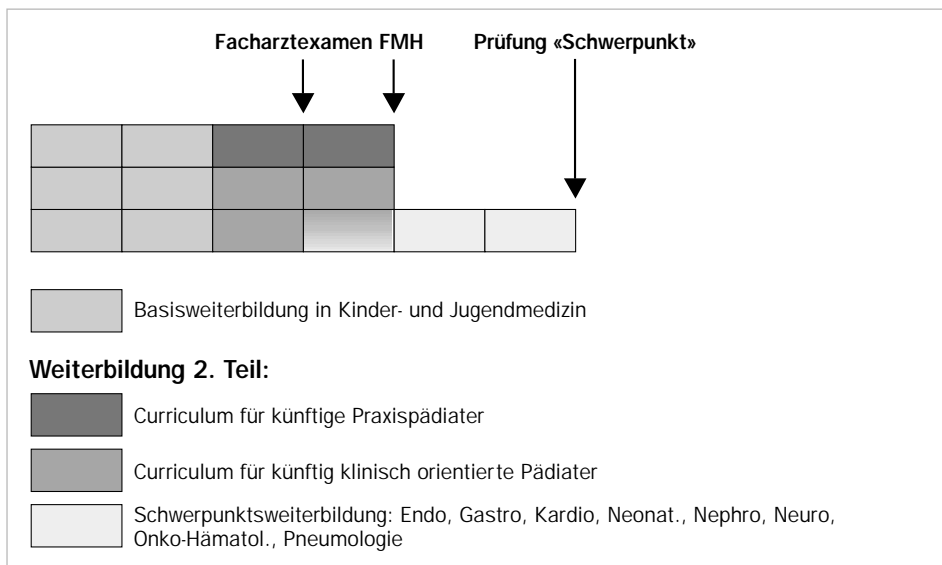 Facharztexamen FMH Prüfung «Schwerpunkt»
Basisweiterbildung in Kinder- und Jugendmedizin
Weiterbildung 2. Teil:
Curriculum für künftige Praxispädiater
Curriculum für künftig klinisch orientierte Pädiater
Schwerpunktsweiterbildung: Endo, Gastro, Kardio, Neonat., Nephro, Neuro,
Onko-Hämatol., Pneumologie